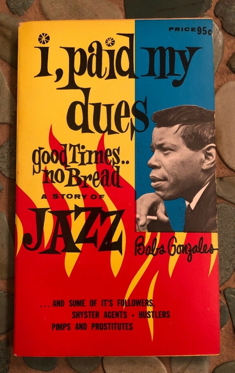 PRICE 95¢
i, paid my
dues
good Times..
no Bread
A STORY OF
JAZZ
Babs Gonzales
...AND SOME OF IT'S FOLLOWERS,
SHYSTER AGENTS - HUSTLERS
PIMPS AND PROSTITUTES